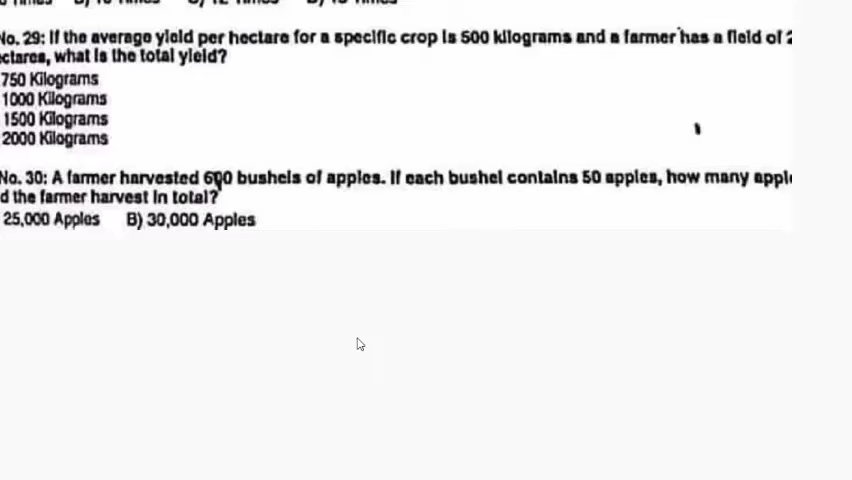 No. 29: If the average yield per hectare for a specific crop is 500 kilograms and a farmer has a field of 2
ctares, what is the total yield?
750 Kilograms
1000 Kilograms
1500 Kilograms
2000 Kilograms
No. 30: A farmer harvested 600 bushels of apples. If each bushel contains 50 apples, how many apple
d the farmer harvest in total?
25,000 Apples B) 30,000 Apples